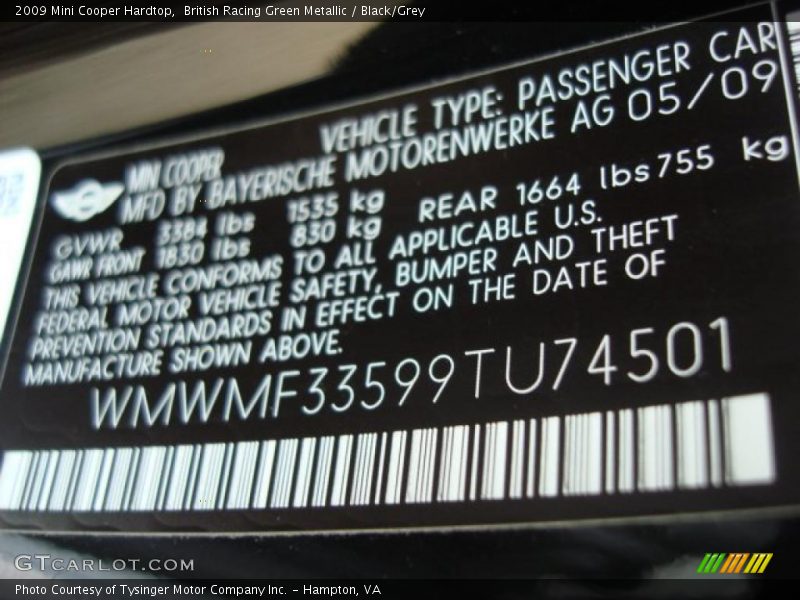 2009 Mini Cooper Hardtop,  British Racing Green Metallic / Black/Grey
VEHICLE TYPE: PASSENGER CAR
MINI COOPER
MFD BY BAYERISCHE MOTORENWERKE AG 05/09
GVWR 3384 lbs 1535 kg
GAWR FRONT 1830 lbs 830 kg REAR 1664 lbs 755 kg
THIS VEHICLE CONFORMS TO ALL APPLICABLE U.S.
FEDERAL MOTOR VEHICLE SAFETY, BUMPER AND THEFT
PREVENTION STANDARDS IN EFFECT ON THE DATE OF
MANUFACTURE SHOWN ABOVE.
WMWMF33599TU74501
GTCARLOT.COM
Photo Courtesy of Tysinger Motor Company Inc. - Hampton, VA